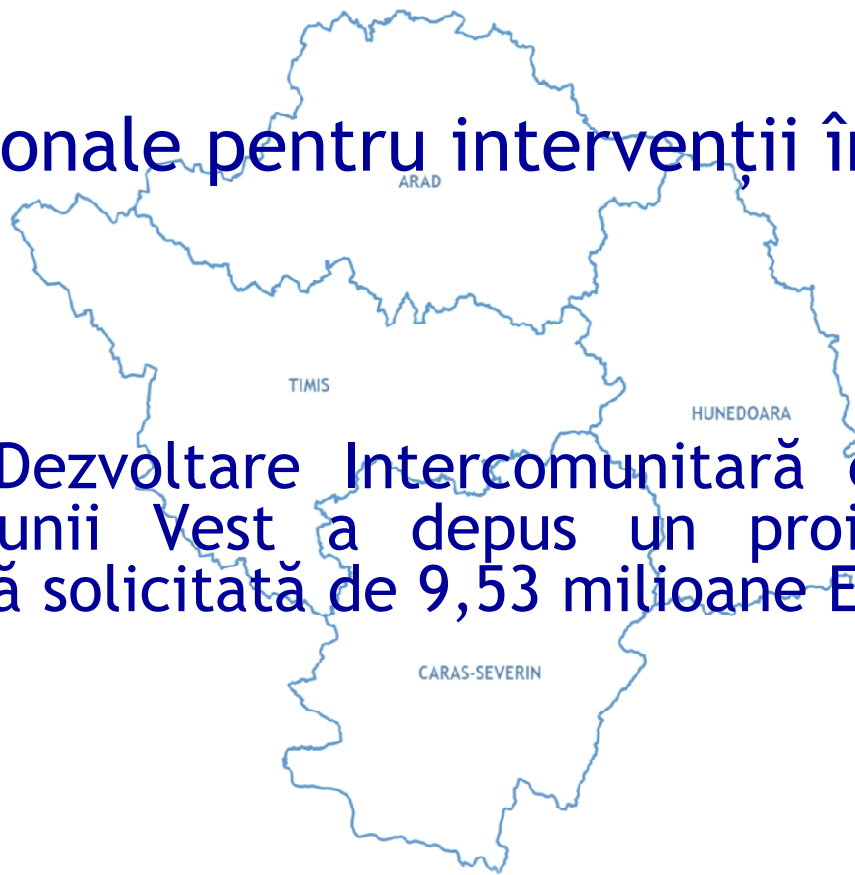 onale pentru intervenții în
ARAD
TIMIS
HUNEDOARA
Dezvoltare Intercomunitară
unii Vest a depus un proi
ă solicitată de 9,53 milioane E
CARAS-SEVERIN